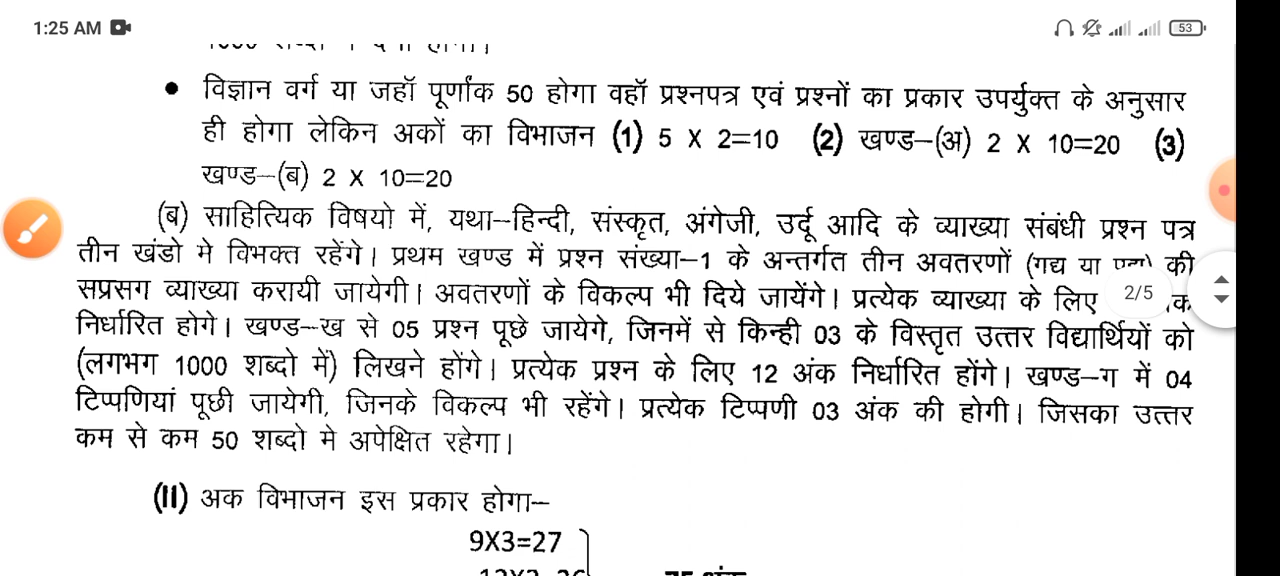 1:25 AM 53
विज्ञान वर्ग या जहॉ पूर्णांक 50 होगा वहॉ प्रश्नपत्र एवं प्रश्नों का प्रकार उपर्युक्त के अनुसार
ही होगा लेकिन अकों का विभाजन (1) 5 X 2=10 (2) खण्ड–(अ) 2 X 10=20 (3)
खण्ड–(ब) 2 X 10=20
(ब) साहित्यिक विषयो में, यथा–हिन्दी, संस्कृत, अंगेजी, उर्दू आदि के व्याख्या संबंधी प्रश्न पत्र
तीन खंडो मे विभक्त रहेंगे। प्रथम खण्ड में प्रश्न संख्या–1 के अन्तर्गत तीन अवतरणों (गद्य या की
सप्रसग व्याख्या करायी जायेगी। अवतरणों के विकल्प भी दिये जायेंगे। प्रत्येक व्याख्या के लिए
2/5
निर्धारित होगे। खण्ड–ख से 05 प्रश्न पूछे जायेगे, जिनमें से किन्ही 03 के विस्तृत उत्तर विद्यार्थियों को
(लगभग 1000 शब्दो में) लिखने होंगे। प्रत्येक प्रश्न के लिए 12 अंक निर्धारित होंगे। खण्ड–ग में 04
टिप्पणियां पूछी जायेगी, जिनके विकल्प भी रहेंगे। प्रत्येक टिप्पणी 03 अंक की होगी। जिसका उत्तर
कम से कम 50 शब्दो मे अपेक्षित रहेगा।
(II) अक विभाजन इस प्रकार होगा–
9X3=27